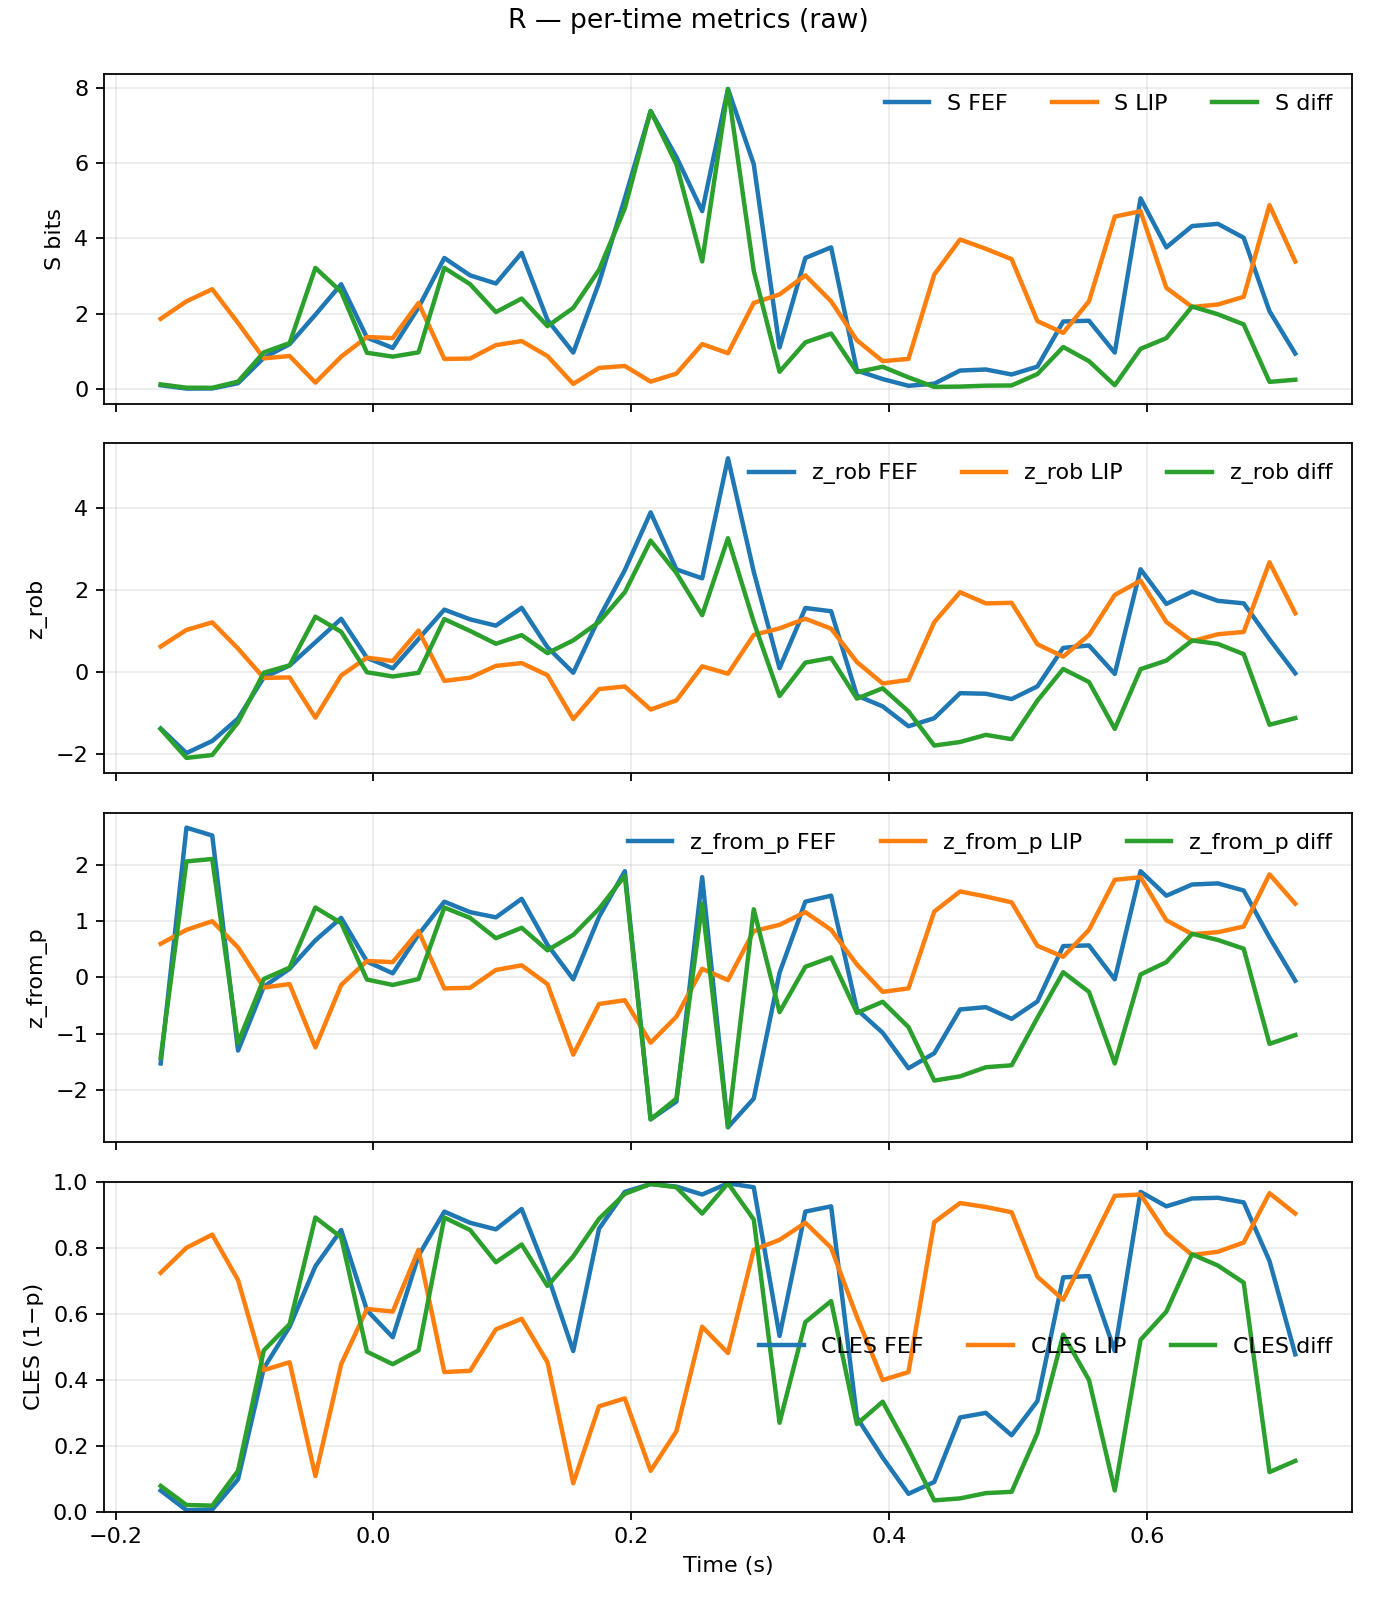 R — per-time metrics (raw)
S bits
8
6
4
2
0
S FEF
S LIP
S diff
z_rob
4
2
0
−2
z_rob FEF
z_rob LIP
z_rob diff
z_from_p
2
1
0
−1
−2
z_from_p FEF
z_from_p LIP
z_from_p diff
CLES (1−p)
1.0
0.8
0.6
0.4
0.2
0.0
CLES FEF
CLES LIP
CLES diff
−0.2
0.0
0.2
0.4
0.6
Time (s)